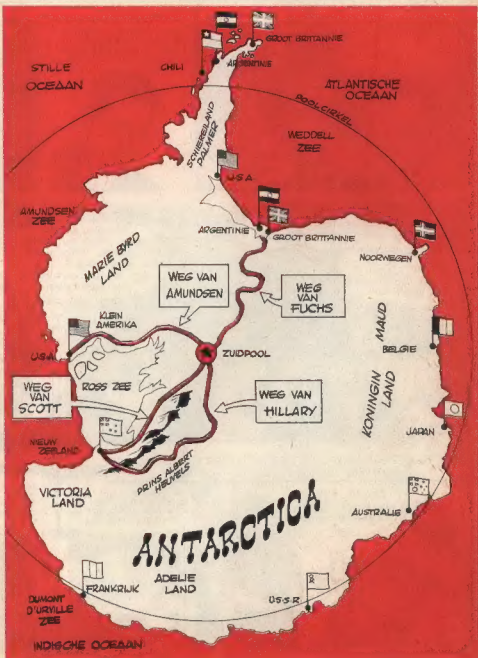 GROOT BRITTANNIE
STILLE
OCEAAN
CHILI
ARGENTINIE
ATLANTISCHE
OCEAAN
POOLCIRKEL
SCHIEREILAND
PALMER
WEDDELL
ZEE
U.S.A
AMUNDSEN
ZEE
ARGENTINIE
GROOT BRITTANNIE
NOORWEGEN
MARIE BYRD
LAND
WEG VAN
AMUNDSEN
WEG
VAN
FUCHS
KLEIN
AMERIKA
MAUD
BELGIE
U.S.A.
ZUIDPOOL
WEG
VAN
SCOTT
ROSS ZEE
WEG
VAN HILLARY
KONINGIN
LAND
JAPAN
NIEUW
ZEELAND
PRINS ALBERT
HEUVELS
VICTORIA
LAND
AUSTRALIE
ANTARCTICA
FRANKRIJK
ADELIE
LAND
U.S.S.R.
DUMONT
D'URVILLE
ZEE
INDISCHE OCEAAN